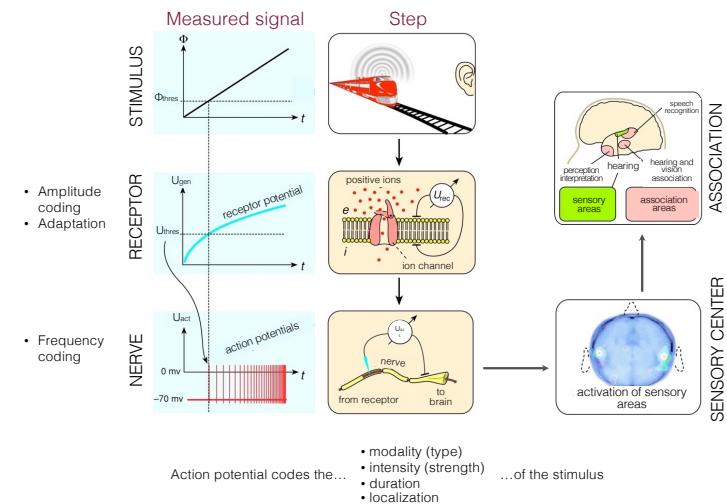 Measured signal
Step
STIMULUS
Φ
Φthres
t
RECEPTOR
• Amplitude
coding
• Adaptation
Ugen
receptor potential
Uthres
t
positive ions
Urec
e
i
ion channel
NERVE
• Frequency
coding
Uact
action potentials
0 mv
t
−70 mv
nerve
from receptor
to
brain
ASSOCIATION
speech
recognition
hearing
perception
interpretation
hearing and
vision
association
sensory
areas
association
areas
SENSORY CENTER
activation of sensory
areas
Action potential codes the…
• modality (type)
• intensity (strength)
• duration
• localization
…of the stimulus